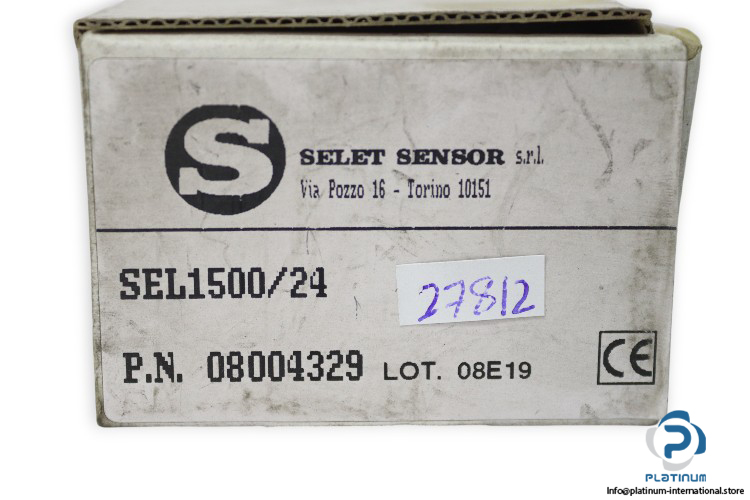 S
SELET SENSOR s.r.l.
Via Pozzo 16 - Torino 10151
SEL1500/24
27812
P.N. 08004329 LOT. 08E19
CE
P
PLATINUM
Info@platinum-international.store